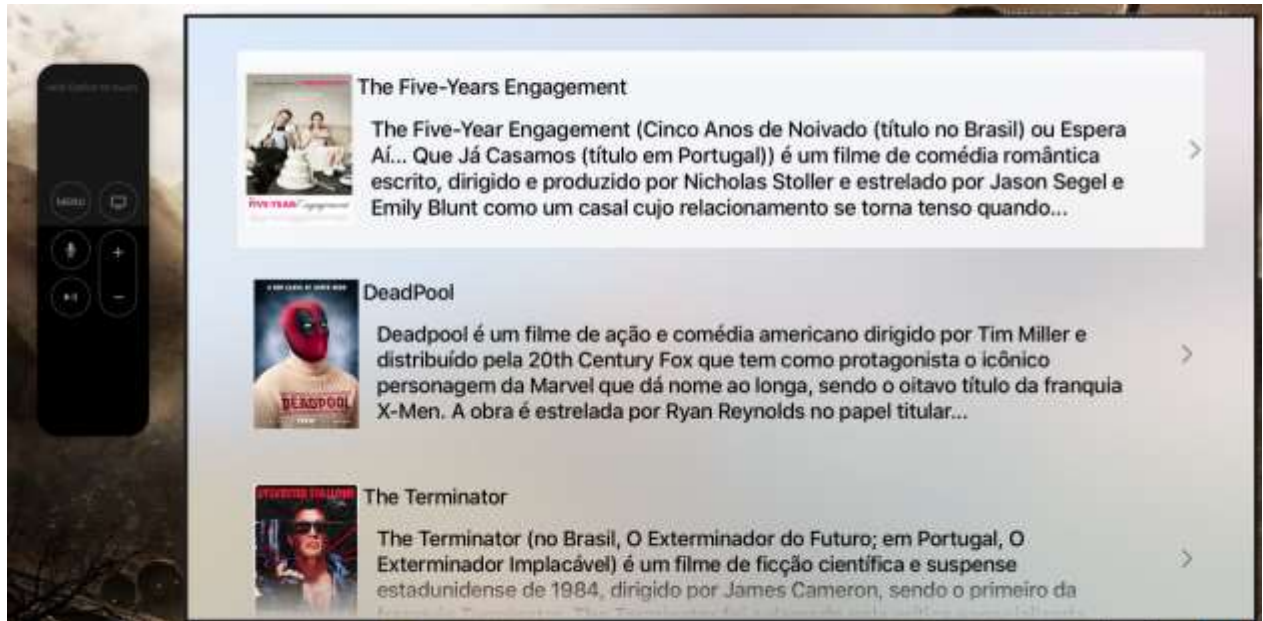 The Five-Years Engagement
The Five-Year Engagement (Cinco Anos de Noivado (título no Brasil) ou Espera
Aí... Que Já Casamos (título em Portugal)) é um filme de comédia romântica
escrito, dirigido e produzido por Nicholas Stoller e estrelado por Jason Segel e
Emily Blunt como um casal cujo relacionamento se torna tenso quando...
FIVE-YEAR Engagement
MENU
DeadPool
Deadpool é um filme de ação e comédia americano dirigido por Tim Miller e
distribuído pela 20th Century Fox que tem como protagonista o icônico
personagem da Marvel que dá nome ao longa, sendo o oitavo título da franquia
X-Men. A obra é estrelada por Ryan Reynolds no papel titular...
DEADPOOL
The Terminator
The Terminator (no Brasil, O Exterminador do Futuro; em Portugal, O
Exterminador Implacável) é um filme de ficção científica e suspense
estadunidense de 1984, dirigido por James Cameron, sendo o primeiro da